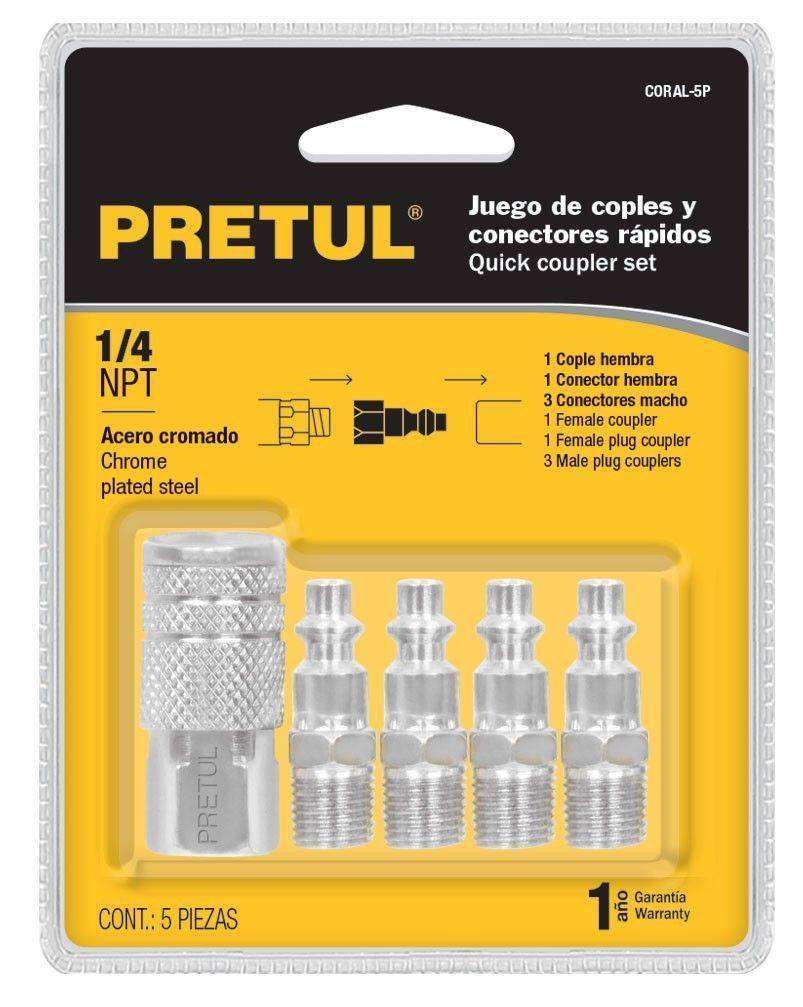 CORAL-5P
PRETUL®
Juego de coples y
conectores rápidos
Quick coupler set
1/4
NPT
Acero cromado
Chrome
plated steel
1 Cople hembra
1 Conector hembra
3 Conectores macho
1 Female coupler
1 Female plug coupler
3 Male plug couplers
PRETUL
CONT.: 5 PIEZAS
1 año
Garantía
Warranty